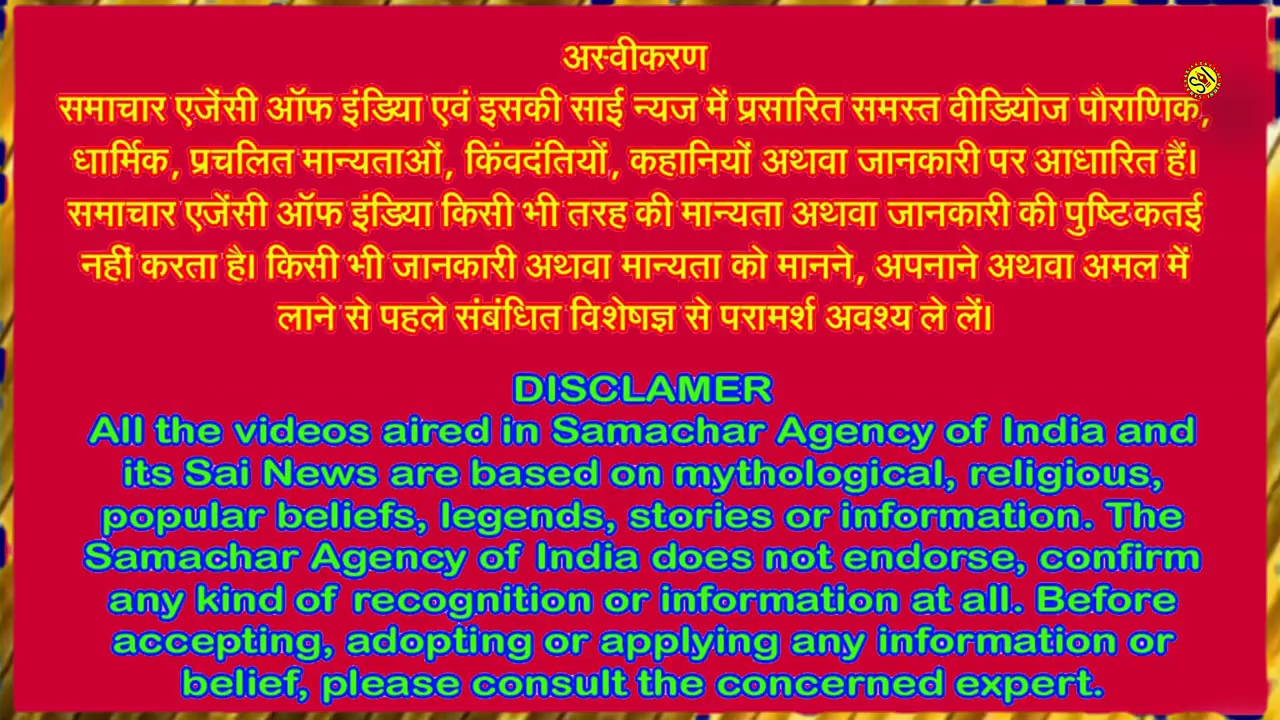 अस्वीकरण
SAI
समाचार एजेंसी ऑफ इंडिया एवं इसकी साई न्यज में प्रसारित समस्त वीडियोज पौराणिक,
धार्मिक, प्रचलित मान्यताओं, किंवदंतियों, कहानियों अथवा जानकारी पर आधारित हैं।
समाचार एजेंसी ऑफ इंडिया किसी भी तरह की मान्यता अथवा जानकारी की पुष्टि कतई
नहीं करता है। किसी भी जानकारी अथवा मान्यता को मानने, अपनाने अथवा अमल में
लाने से पहले संबंधित विशेषज्ञ से परामर्श अवश्य ले लें।
DISCLAMER
All the videos aired in Samachar Agency of India and
its Sai News are based on mythological, religious,
popular beliefs, legends, stories or information. The
Samachar Agency of India does not endorse, confirm
any kind of recognition or information at all. Before
accepting, adopting or applying any information or
belief, please consult the concerned expert.